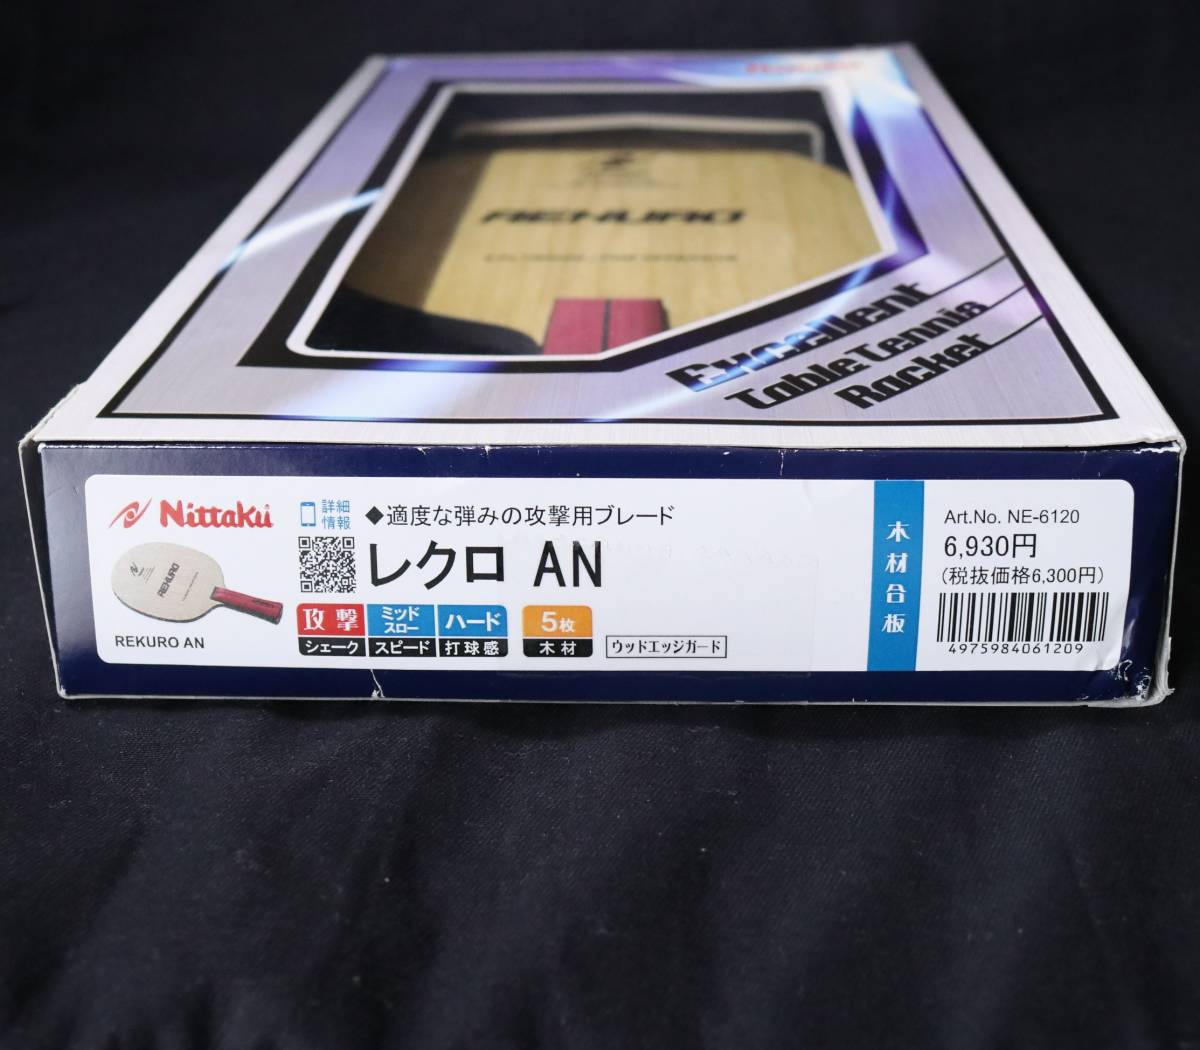 REKURO
Excellent
Table Tennis
Racket
Nittaku
詳細
情報
◆適度な弾みの攻撃用ブレード
レクロ AN
REKURO
REKURO AN
攻撃
シェーク
ミッド
スロー
スピード
ハード
打球感
5枚
木材
ウッドエッジガード
木材合板
Art.No. NE-6120
6,930円
(税抜価格6,300円)
4975984061209